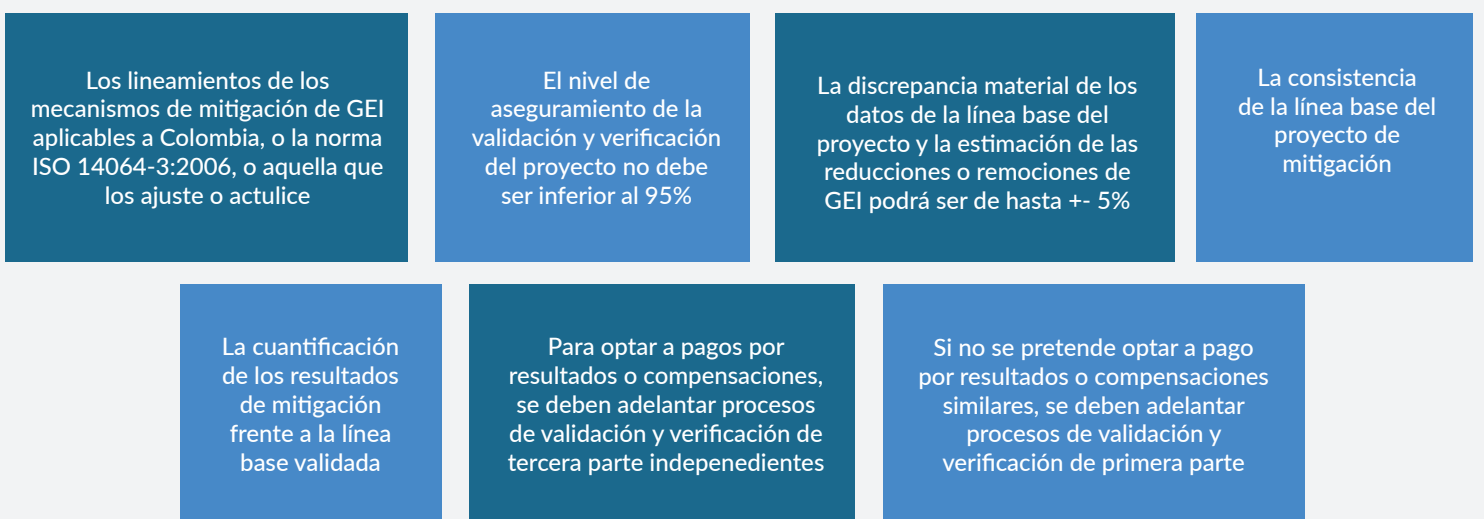 Los lineamientos de los
mecanismos de mitigación de GEI
aplicables a Colombia, o la norma
ISO 14064-3:2006, o aquella que
los ajuste o actulice
El nivel de
aseguramiento de la
validación y verificación
del proyecto no debe
ser inferior al 95%
La discrepancia material de los
datos de la línea base del
proyecto y la estimación de las
reducciones o remociones de
GEI podrá ser de hasta +- 5%
La consistencia
de la línea base del
proyecto de
mitigación
La cuantificación
de los resultados
de mitigación
frente a la línea
base validada
Para optar a pagos por
resultados o compensaciones,
se deben adelantar procesos
de validación y verificación de
tercera parte indepenedientes
Si no se pretende optar a pago
por resultados o compensaciones
similares, se deben adelantar
procesos de validación y
verificación de primera parte